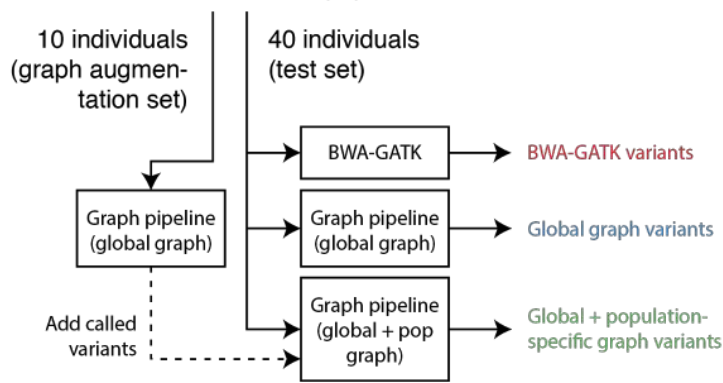 10 individuals
(graph augmen-
tation set)
40 individuals
(test set)
BWA-GATK
BWA-GATK variants
Graph pipeline
(global graph)
Graph pipeline
(global graph)
Global graph variants
Add called
variants
Graph pipeline
(global + pop
graph)
Global + population-
specific graph variants